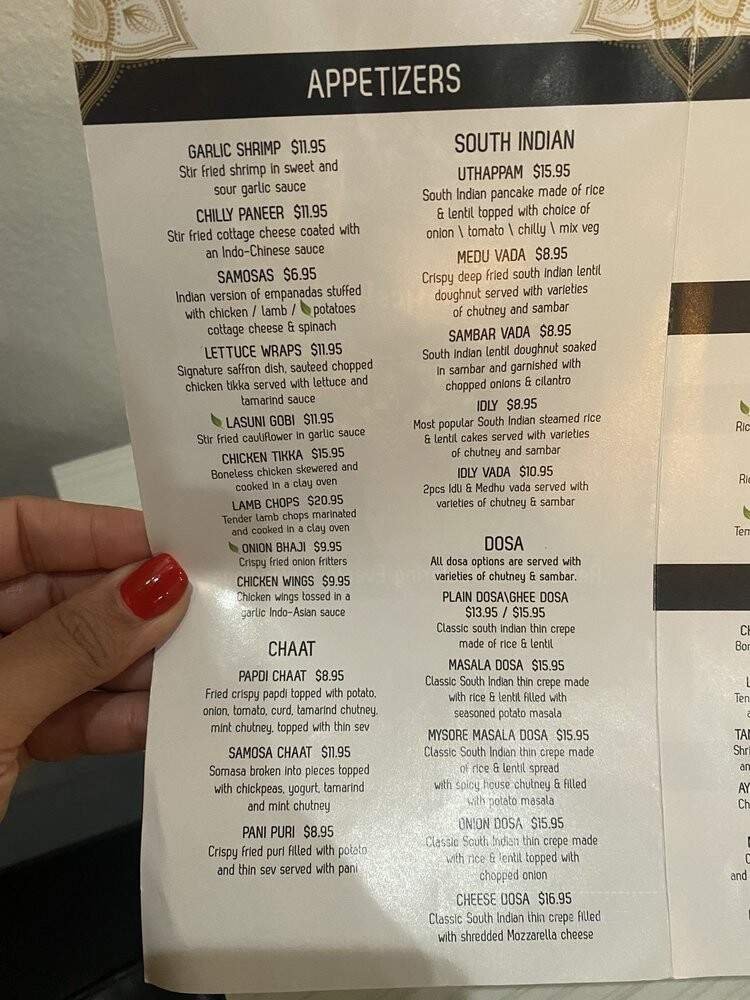 APPETIZERS
GARLIC SHRIMP $11.95
Stir fried shrimp in sweet and
sour garlic sauce
CHILLY PANEER $11.95
Stir fried cottage cheese coated with
an Indo-Chinese sauce
SAMOSAS $6.95
Indian version of empanadas stuffed
with chicken / lamb / potatoes
cottage cheese & spinach
LETTUCE WRAPS $11.95
Signature saffron dish, sauteed chopped
chicken tikka served with lettuce and
tamarind sauce
LASUNI GOBI $11.95
Stir fried cauliflower in garlic sauce
CHICKEN TIKKA $15.95
Boneless chicken skewered and
cooked in a clay oven
LAMB CHOPS $20.95
Tender lamb chops marinated
and cooked in a clay oven
ONION BHAJI $9.95
Crispy fried onion fritters
CHICKEN WINGS $9.95
Chicken wings tossed in a
garlic Indo-Asian sauce
CHAAT
PAPDI CHAAT $8.95
Fried crispy papdi topped with potato,
onion, tomato, curd, tamarind chutney,
mint chutney, topped with thin sev
SAMOSA CHAAT $11.95
Somasa broken into pieces topped
with chickpeas, yogurt, tamarind
and mint chutney
PANI PURI $8.95
Crispy fried puri filled with potato
and thin sev served with pani
SOUTH INDIAN
UTHAPPAM $15.95
South Indian pancake made of rice
& lentil topped with choice of
onion \ tomato \ chilly \ mix veg
MEDU VADA $8.95
Crispy deep fried south indian lentil
doughnut served with varieties
of chutney and sambar
SAMBAR VADA $8.95
South indian lentil doughnut soaked
in sambar and garnished with
chopped onions & cilantro
IDLY $8.95
Most popular South Indian steamed rice
& lentil cakes served with varieties
of chutney and sambar
IDLY VADA $10.95
2pcs Idli & Medhu vada served with
varieties of chutney & sambar
DOSA
All dosa options are served with
varieties of chutney & sambar.
PLAIN DOSA\GHEE DOSA
$13.95 / $15.95
Classic south indian thin crepe
made of rice & lentil
MASALA DOSA $15.95
Classic South Indian thin crepe made
with rice & lentil filled with
seasoned potato masala
MYSORE MASALA DOSA $15.95
Classic South Indian thin crepe made
of rice & lentil spread
with spicy house chutney & filled
with potato masala
ONION DOSA $15.95
Classic South Indian thin crepe made
with rice & lentil topped with
chopped onion
CHEESE DOSA $16.95
Classic South Indian thin crepe filled
with shredded Mozzarella cheese
and